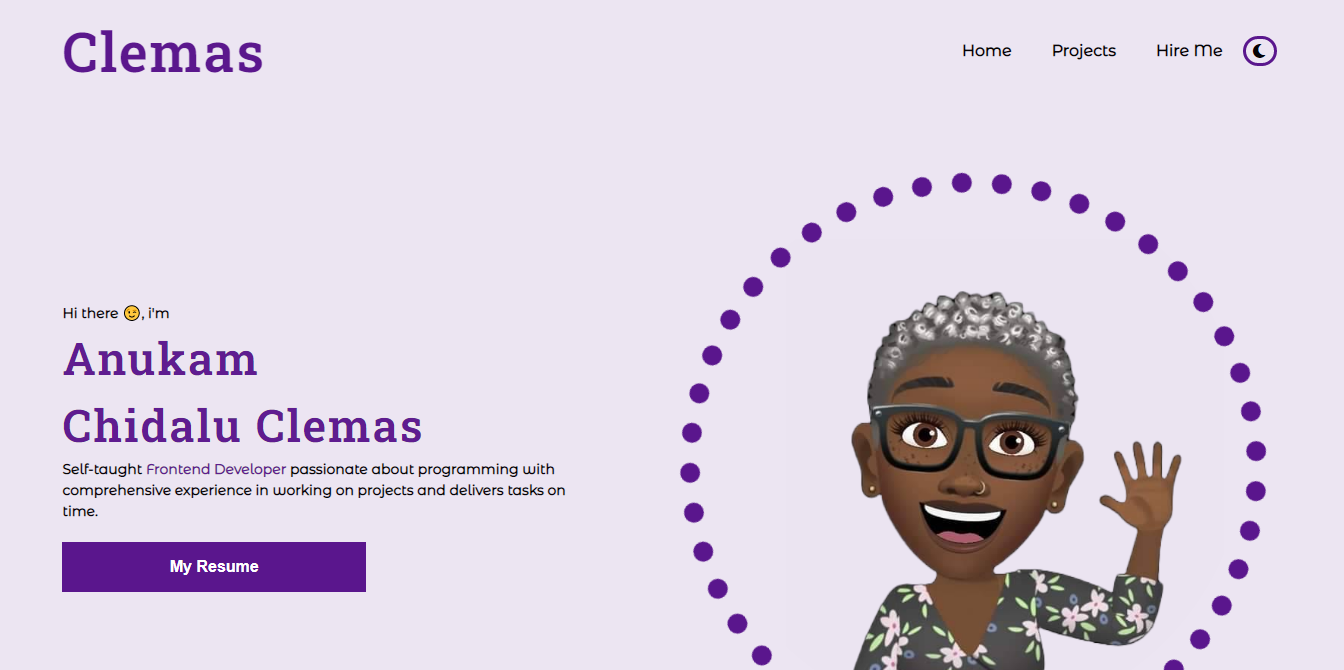 Clemas
Home Projects Hire Me
Hi there 😉, i'm
Anukam
Chidalu Clemas
Self-taught Frontend Developer passionate about programming with
comprehensive experience in working on projects and delivers tasks on
time.
My Resume